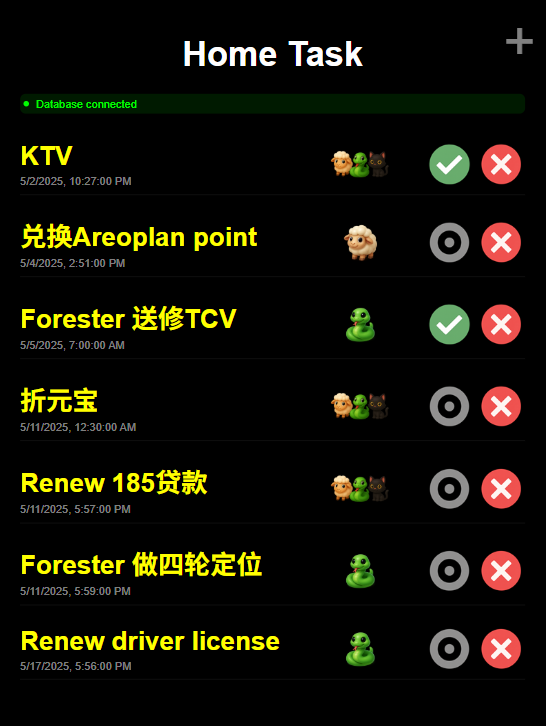 Home Task
Database connected
KTV
5/2/2025, 10:27:00 PM
兑换Areoplan point
5/4/2025, 2:51:00 PM
Forester 送修TCV
5/5/2025, 7:00:00 AM
折元宝
5/11/2025, 12:30:00 AM
Renew 185贷款
5/11/2025, 5:57:00 PM
Forester 做四轮定位
5/11/2025, 5:59:00 PM
Renew driver license
5/17/2025, 5:56:00 PM